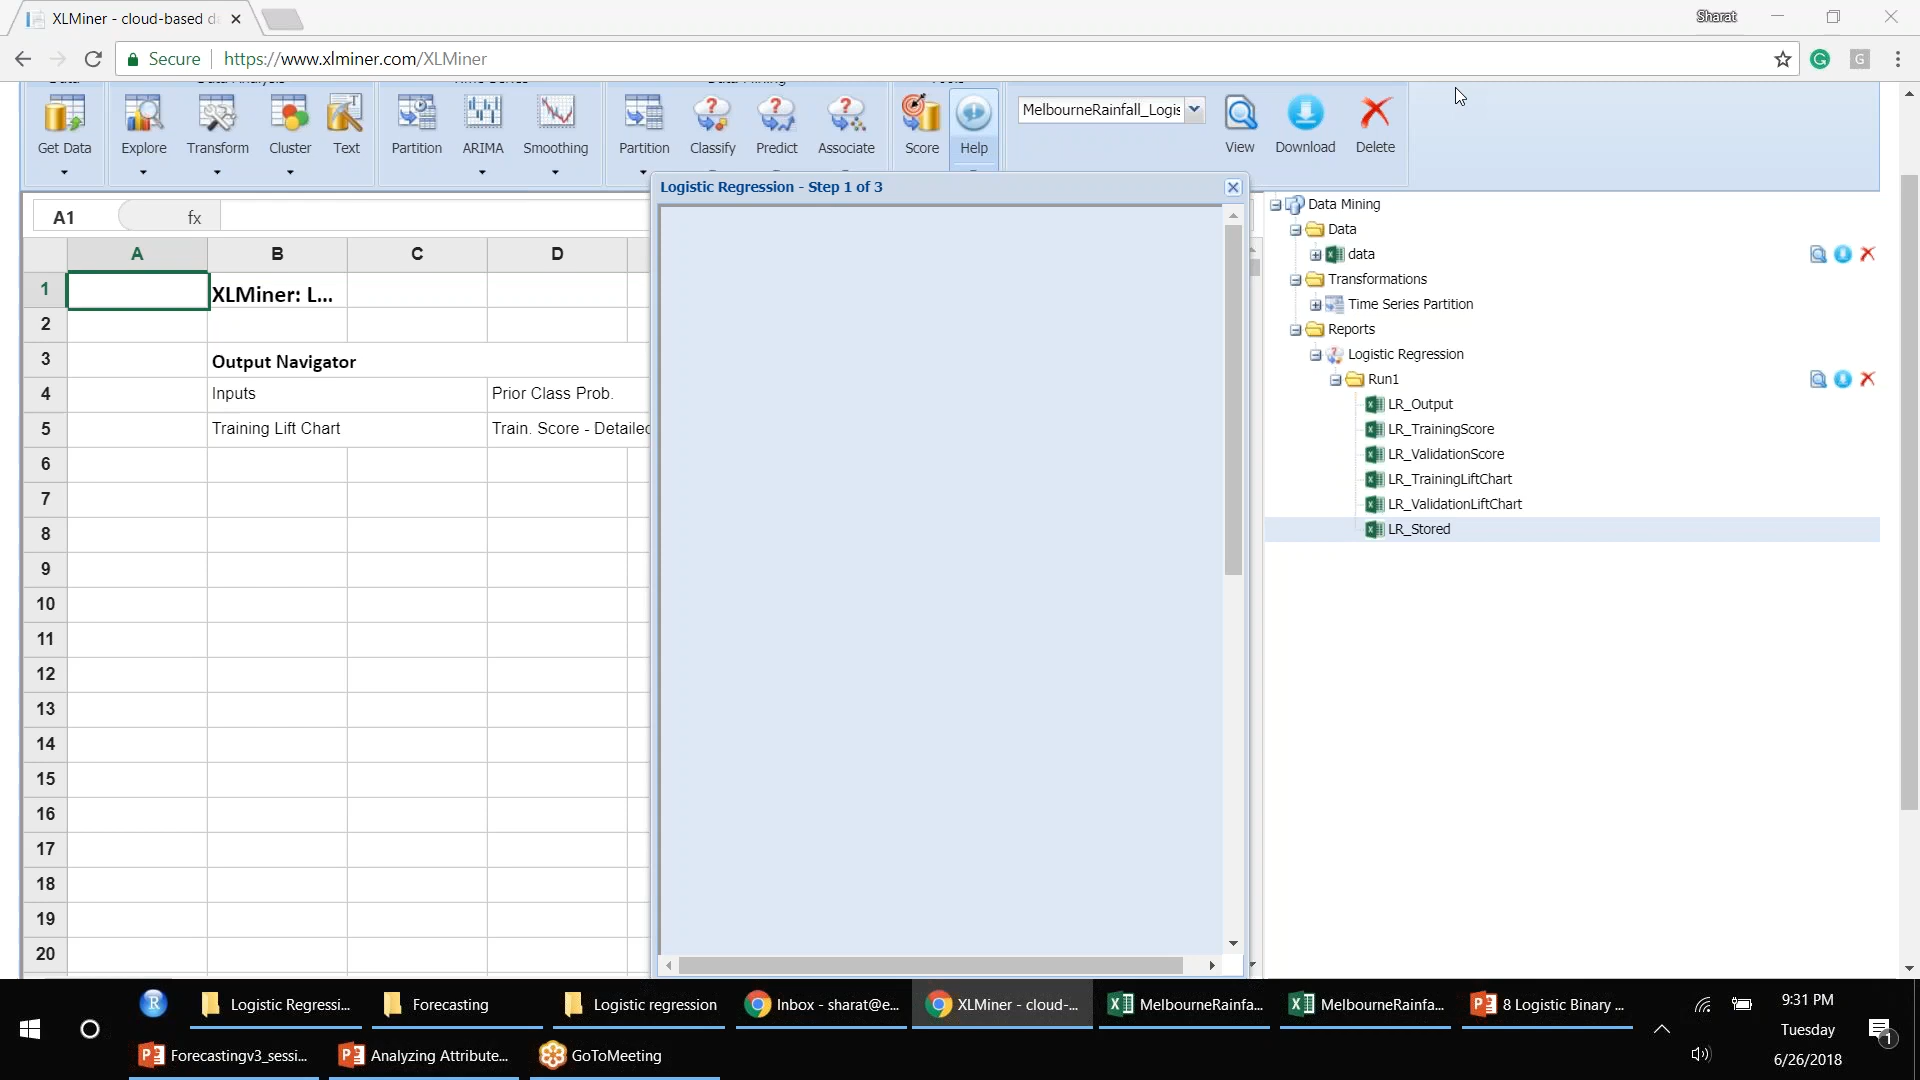 XLMiner - cloud-based d
Sharat
Secure
https://www.xlminer.com/XLMiner
Get Data
Explore
Transform
Cluster
Text
Partition
ARIMA
Smoothing
Partition
Classify
Predict
Associate
Score
Help
MelbourneRainfall_Logis
View
Download
Delete
Logistic Regression - Step 1 of 3
A1
fx
A
B
C
D
1
XLMiner: L...
2
3
Output Navigator
4
Inputs
Prior Class Prob.
5
Training Lift Chart
Train. Score - Detailed
6
7
8
9
10
11
12
13
14
15
16
17
18
19
20
Data Mining
Data
data
Transformations
Time Series Partition
Reports
Logistic Regression
Run1
LR_Output
LR_TrainingScore
LR_ValidationScore
LR_TrainingLiftChart
LR_ValidationLiftChart
LR_Stored
Logistic Regressi...
Forecasting
Logistic regression
Inbox - sharat@e...
XLMiner - cloud-...
MelbourneRainfa...
MelbourneRainfa...
8 Logistic Binary ...
Forecastingv3_sessi...
Analyzing Attribute...
GoToMeeting
9:31 PM
Tuesday
6/26/2018
1